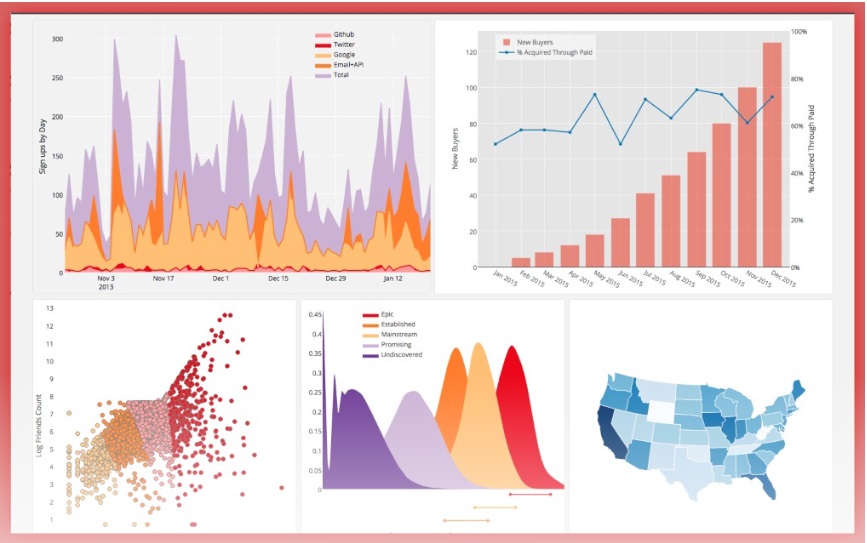 300
250
200
150
100
50
0
Sign ups by Day
Github
Twitter
Google
Email+API
Total
Nov 3
2013
Nov 17
Dec 1
Dec 15
Dec 29
Jan 12
New Buyers
% Acquired Through Paid
120
100
80
60
40
20
0
New Buyers
100%
80%
60%
40%
20%
0%
% Acquired Through Paid
Jan 2015
Feb 2015
Mar 2015
Apr 2015
May 2015
Jun 2015
Jul 2015
Aug 2015
Sep 2015
Oct 2015
Nov 2015
Dec 2015
13
12
11
10
9
8
7
6
5
4
3
2
1
Log Friends Count
0.45
0.4
0.35
0.3
0.25
0.2
0.15
0.1
0.05
0
Epic
Established
Mainstream
Promising
Undiscovered